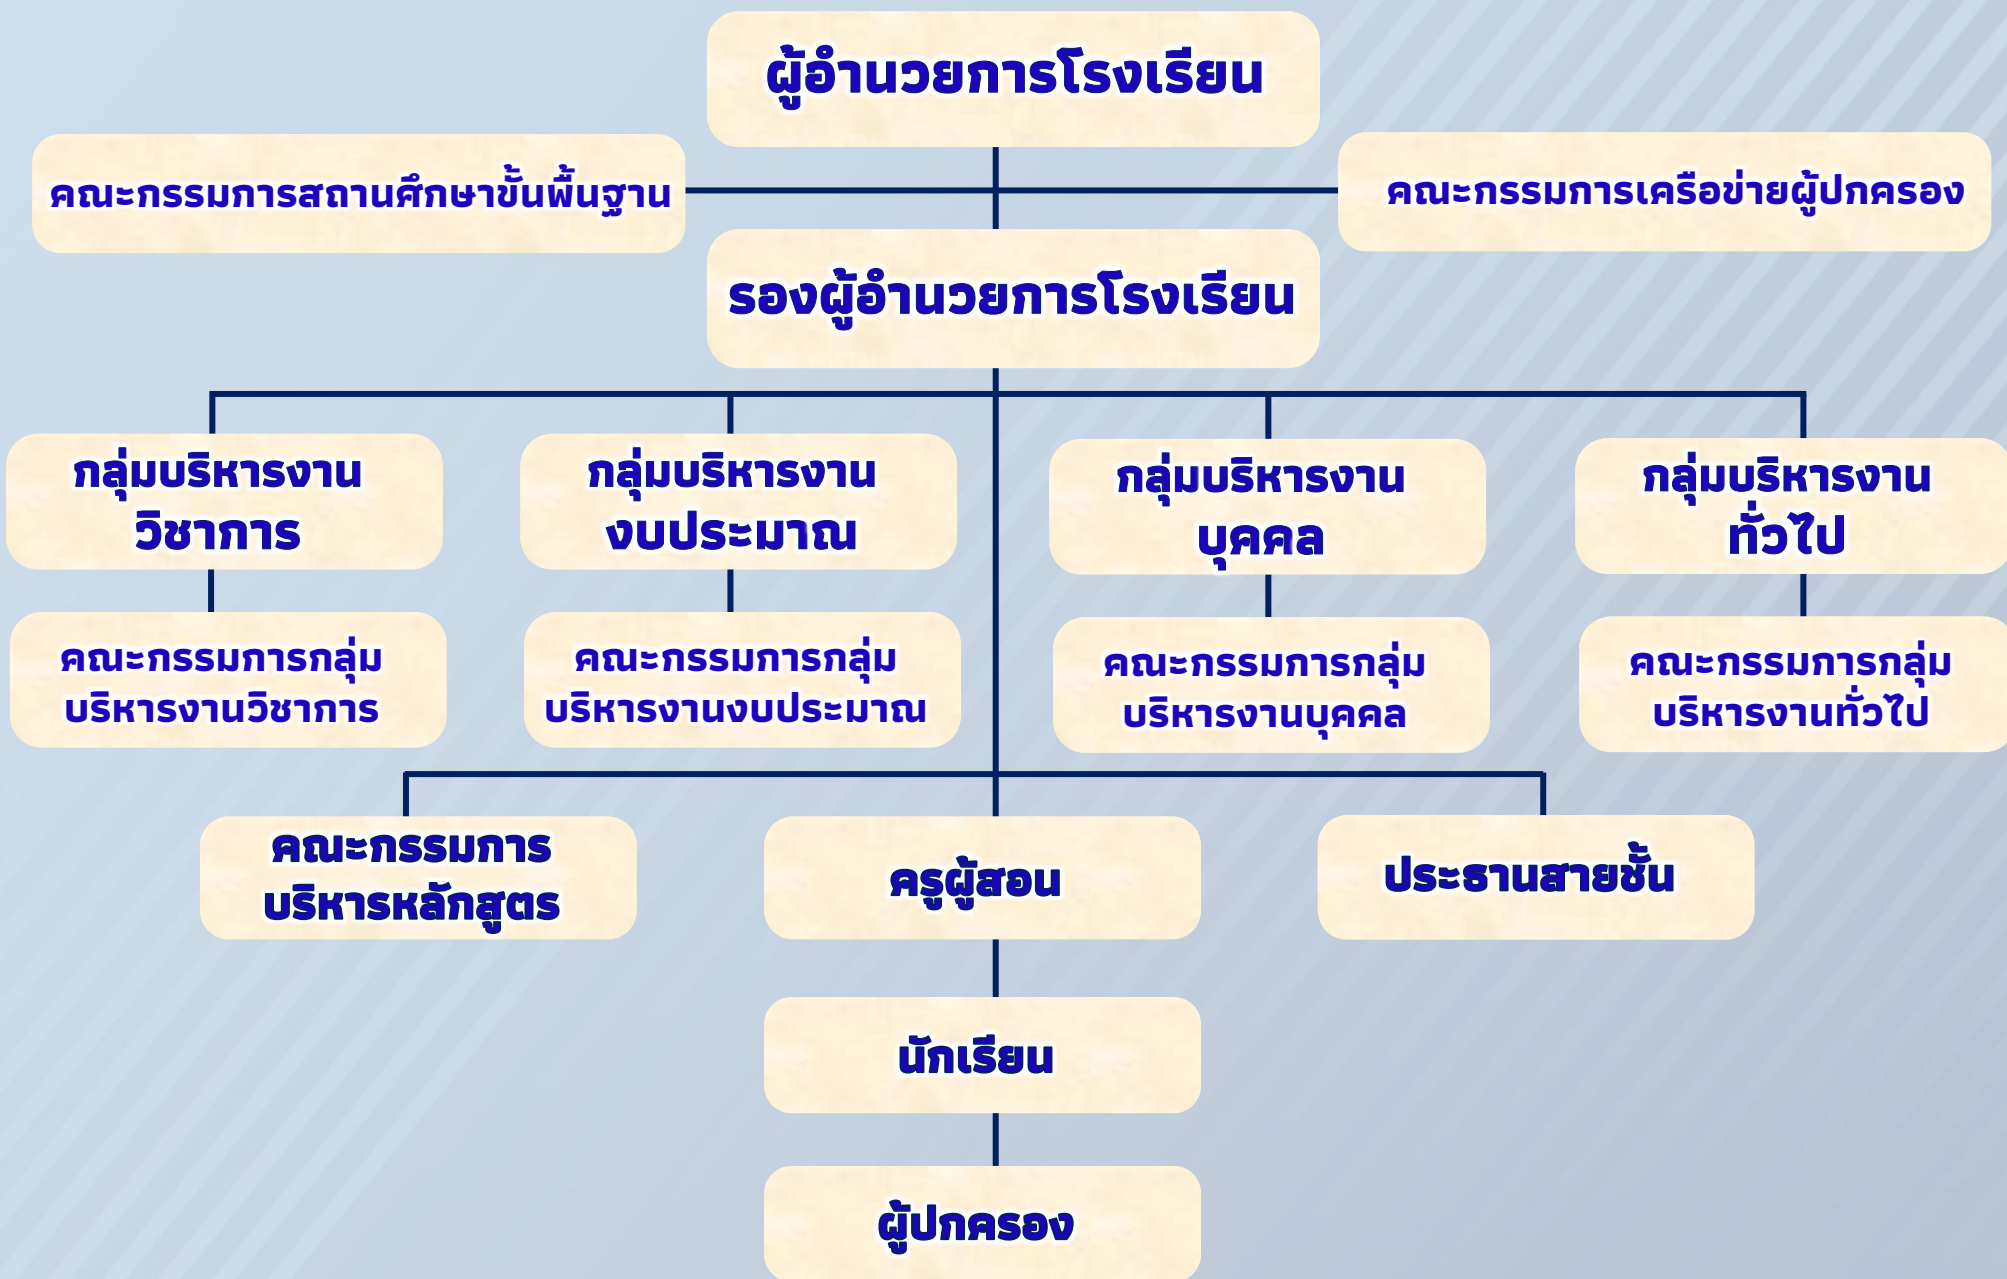 ผู้อำนวยการโรงเรียน
คณะกรรมการสถานศึกษาขั้นพื้นฐาน
คณะกรรมการเครือข่ายผู้ปกครอง
รองผู้อำนวยการโรงเรียน
กลุ่มบริหารงาน
วิชาการ
กลุ่มบริหารงาน
งบประมาณ
กลุ่มบริหารงาน
บุคคล
กลุ่มบริหารงาน
ทั่วไป
คณะกรรมการกลุ่ม
บริหารงานวิชาการ
คณะกรรมการกลุ่ม
บริหารงานงบประมาณ
คณะกรรมการกลุ่ม
บริหารงานบุคคล
คณะกรรมการกลุ่ม
บริหารงานทั่วไป
คณะกรรมการ
บริหารหลักสูตร
ครูผู้สอน
ประธานสายชั้น
นักเรียน
ผู้ปกครอง